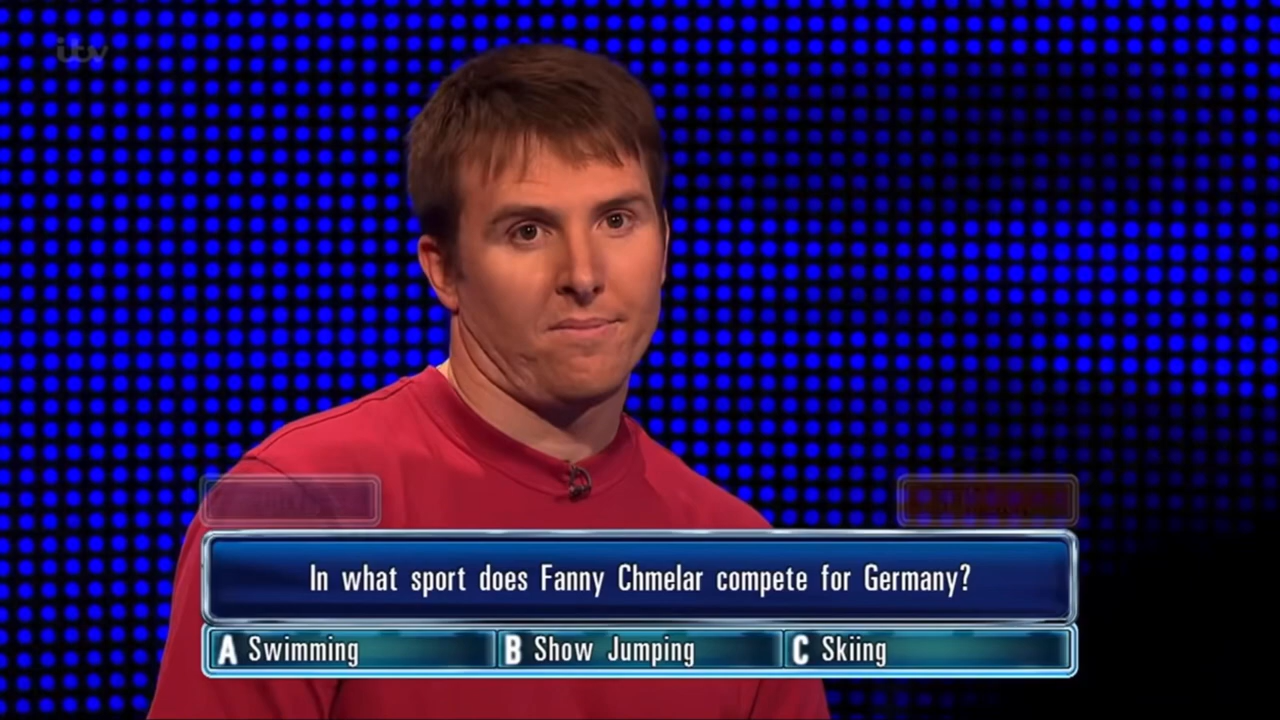 itv
In what sport does Fanny Chmelar compete for Germany?
A Swimming
B Show Jumping
C Skiing